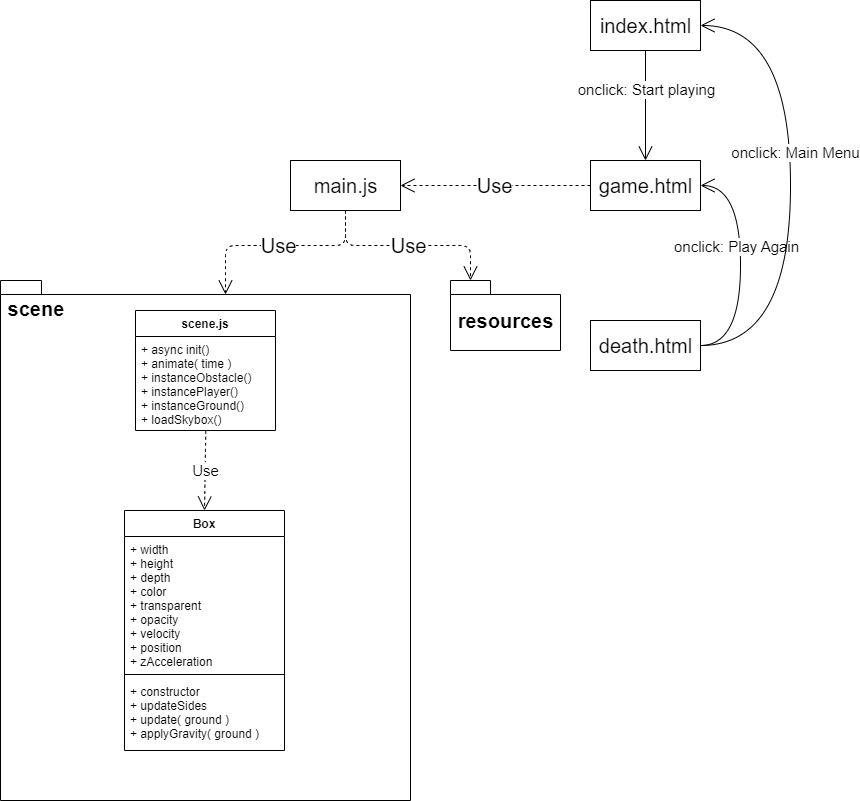 index.html
onclick: Start playing
onclick: Main Menu
main.js
Use
game.html
Use
Use
onclick: Play Again
scene
resources
death.html
scene.js
+ async init()
+ animate( time )
+ instanceObstacle()
+ instancePlayer()
+ instanceGround()
+ loadSkybox()
Use
Box
+ width
+ height
+ depth
+ color
+ transparent
+ opacity
+ velocity
+ position
+ zAcceleration
+ constructor
+ updateSides
+ update( ground )
+ applyGravity( ground )